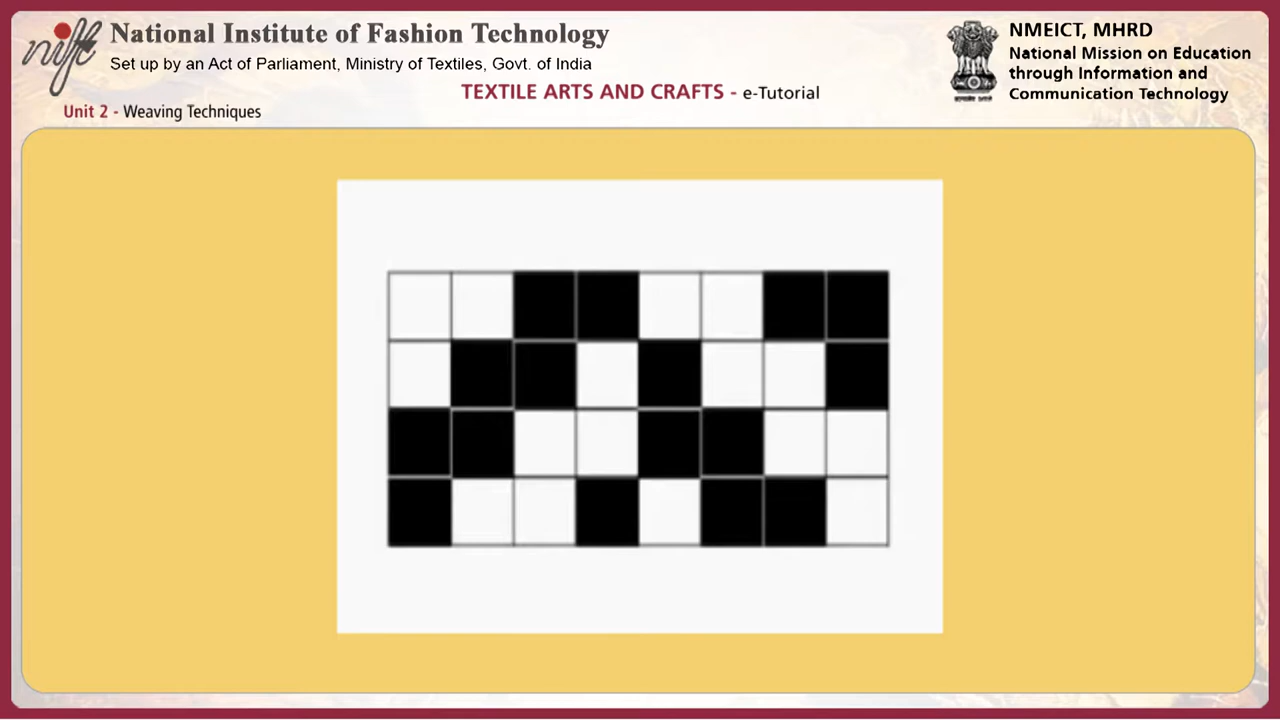 nift
National Institute of Fashion Technology
Set up by an Act of Parliament, Ministry of Textiles, Govt. of India
NMEICT, MHRD
National Mission on Education
through Information and
Communication Technology
TEXTILE ARTS AND CRAFTS - e-Tutorial
Unit 2 - Weaving Techniques